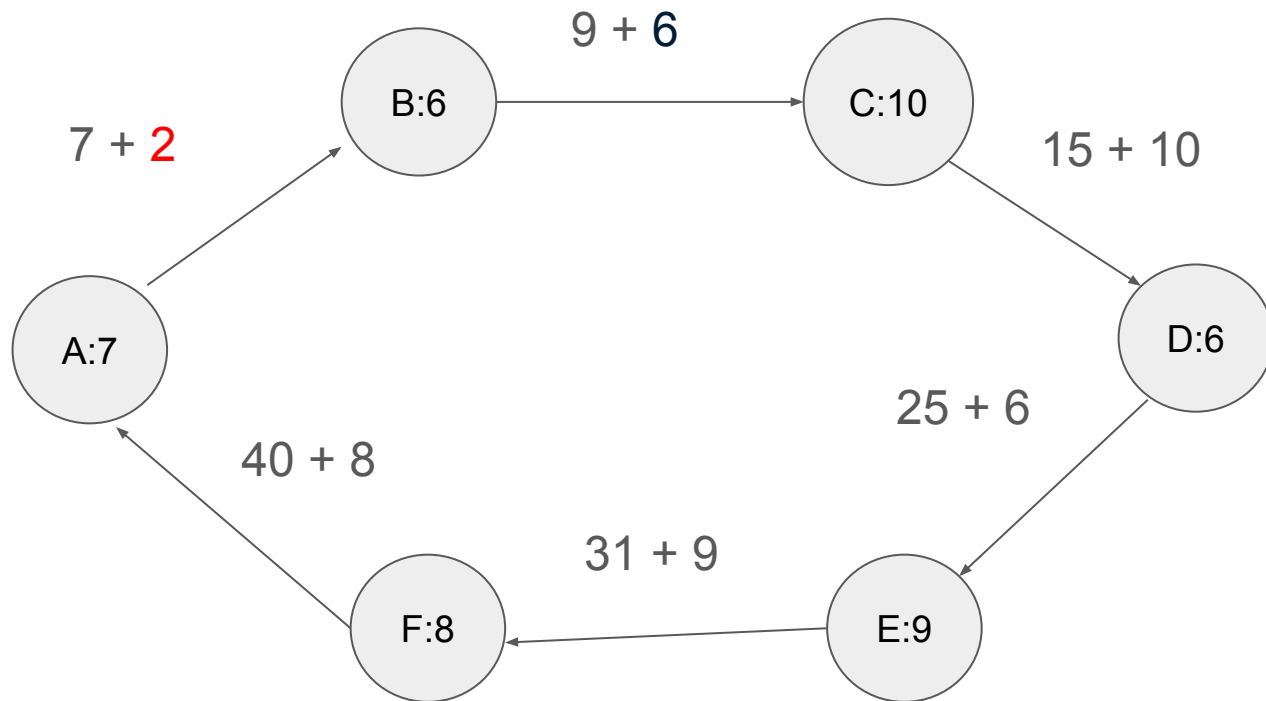 9 + 6
B:6
C:10
7 + 2
15 + 10
A:7
D:6
25 + 6
40 + 8
31 + 9
F:8
E:9